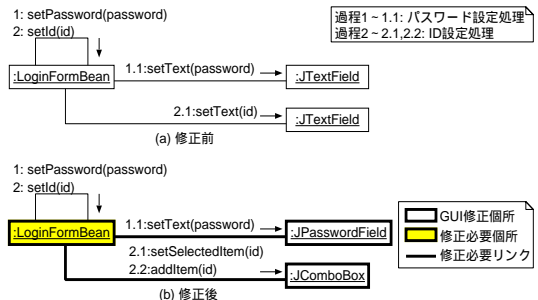 1: setPassword(password)
2: setId(id)
過程1~1.1: パスワード設定処理
過程2~2.1,2.2: ID設定処理
:LoginFormBean
1.1:setText(password)
:JTextField
2.1:setText(id)
:JTextField
(a) 修正前
1: setPassword(password)
2: setId(id)
:LoginFormBean
1.1:setText(password)
:JPasswordField
2.1:setSelectedItem(id)
2.2:addItem(id)
:JComboBox
(b) 修正後
GUI修正個所
修正必要個所
修正必要リンク